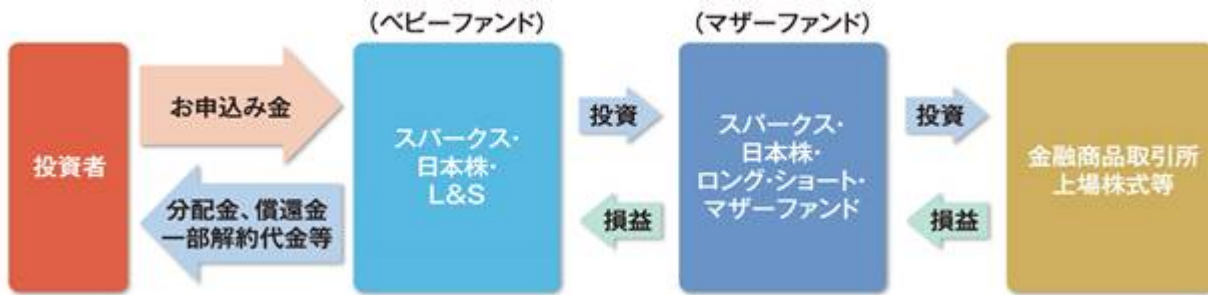 （ベビーファンド）
（マザーファンド）
投資者
お申込み金
分配金、償還金
一部解約代金等
スパークス・
日本株・
L&S
投資
損益
スパークス・
日本株・
ロング・ショート・
マザーファンド
投資
損益
金融商品取引所
上場株式等